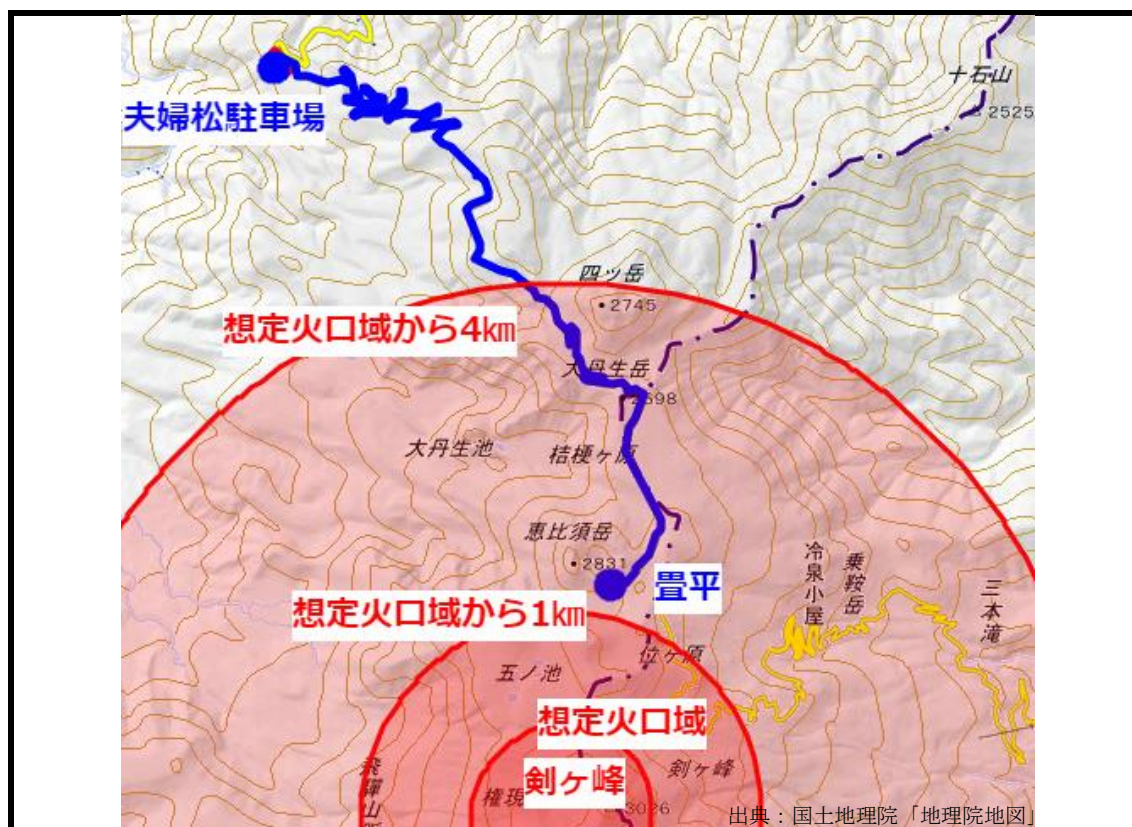 十石山
2525
夫婦松駐車場
四ッ岳
2745
想定火口域から4㎞
大丹生岳
2698
大丹生池
桔梗ヶ原
恵比須岳
2831
畳平
冷泉小屋
乗鞍岳
三本滝
想定火口域から1㎞
位ヶ原
五ノ池
想定火口域
剣ヶ峰
剣ヶ峰
権現
3026
出典：国土地理院「地理院地図」